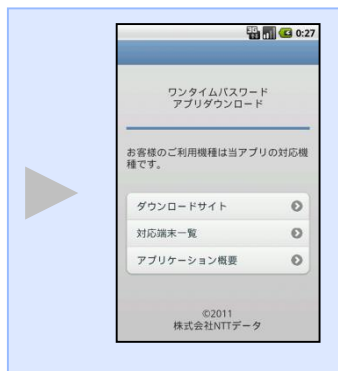 3G 0:27
ワンタイムパスワード
アプリダウンロード
お客様のご利用機種は当アプリの対応機
種です。
ダウンロードサイト
対応端末一覧
アプリケーション概要
©2011
株式会社NTTデータ